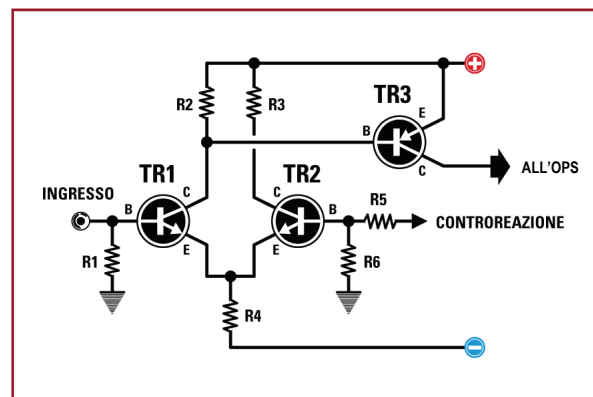 +
R2
R3
TR3
E
B
C
ALL'OPS
TR1
TR2
INGRESSO
C
C
R5
B
B
CONTROREAZIONE
E
E
R1
R6
R4
−